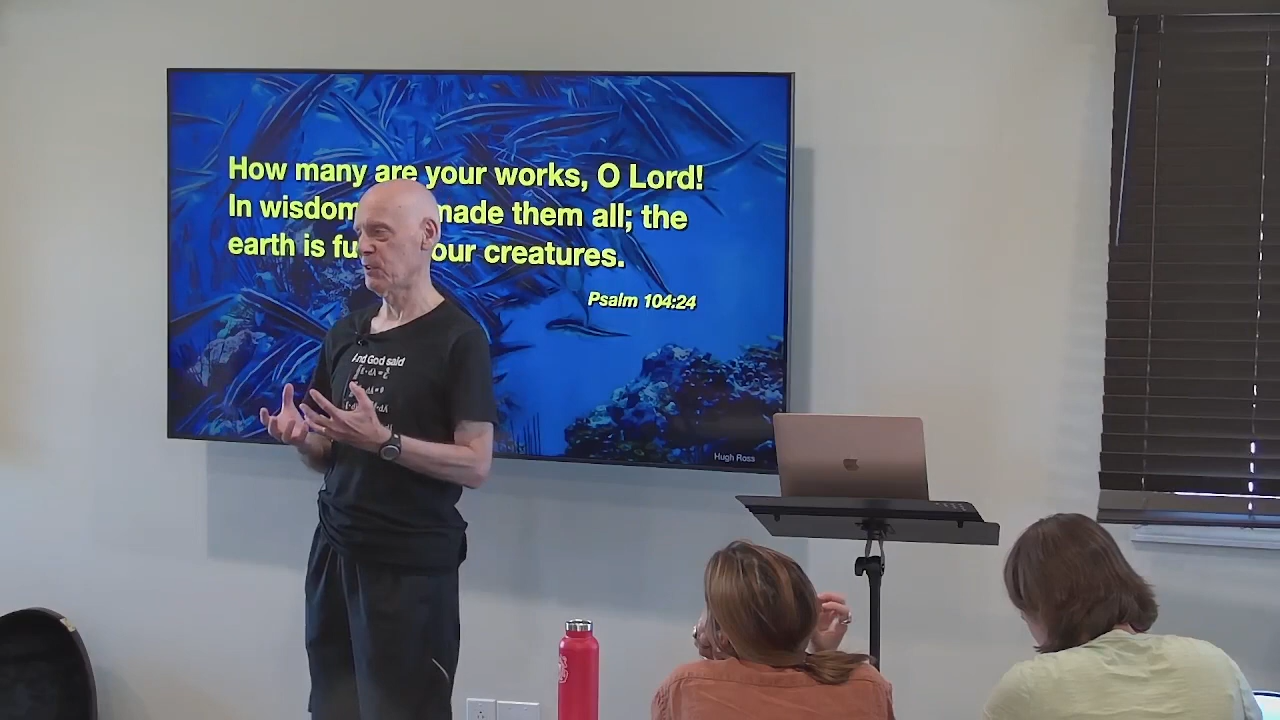 How many are your works, O Lord!
In wisdom made them all; the
earth is our creatures.
Psalm 104:24
And God said
Hugh Ross